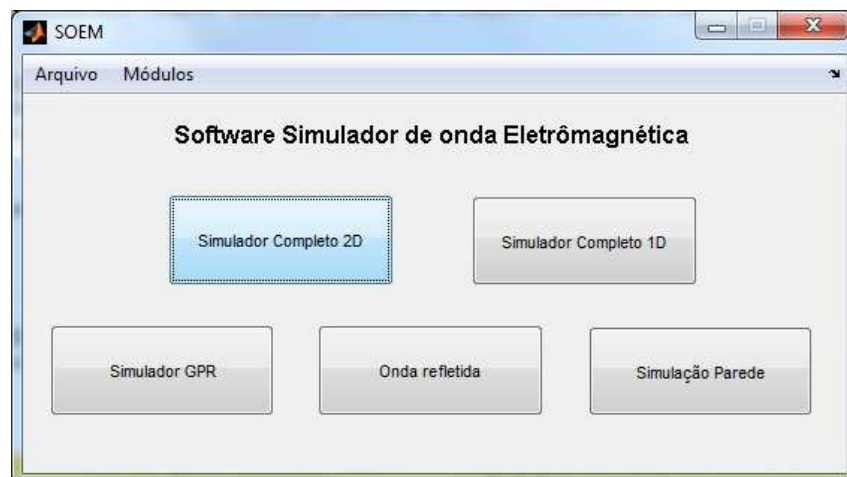 SOEM
Arquivo Módulos
Software Simulador de onda Eletrômagnética
Simulador Completo 2D
Simulador Completo 1D
Simulador GPR
Onda refletida
Simulação Parede